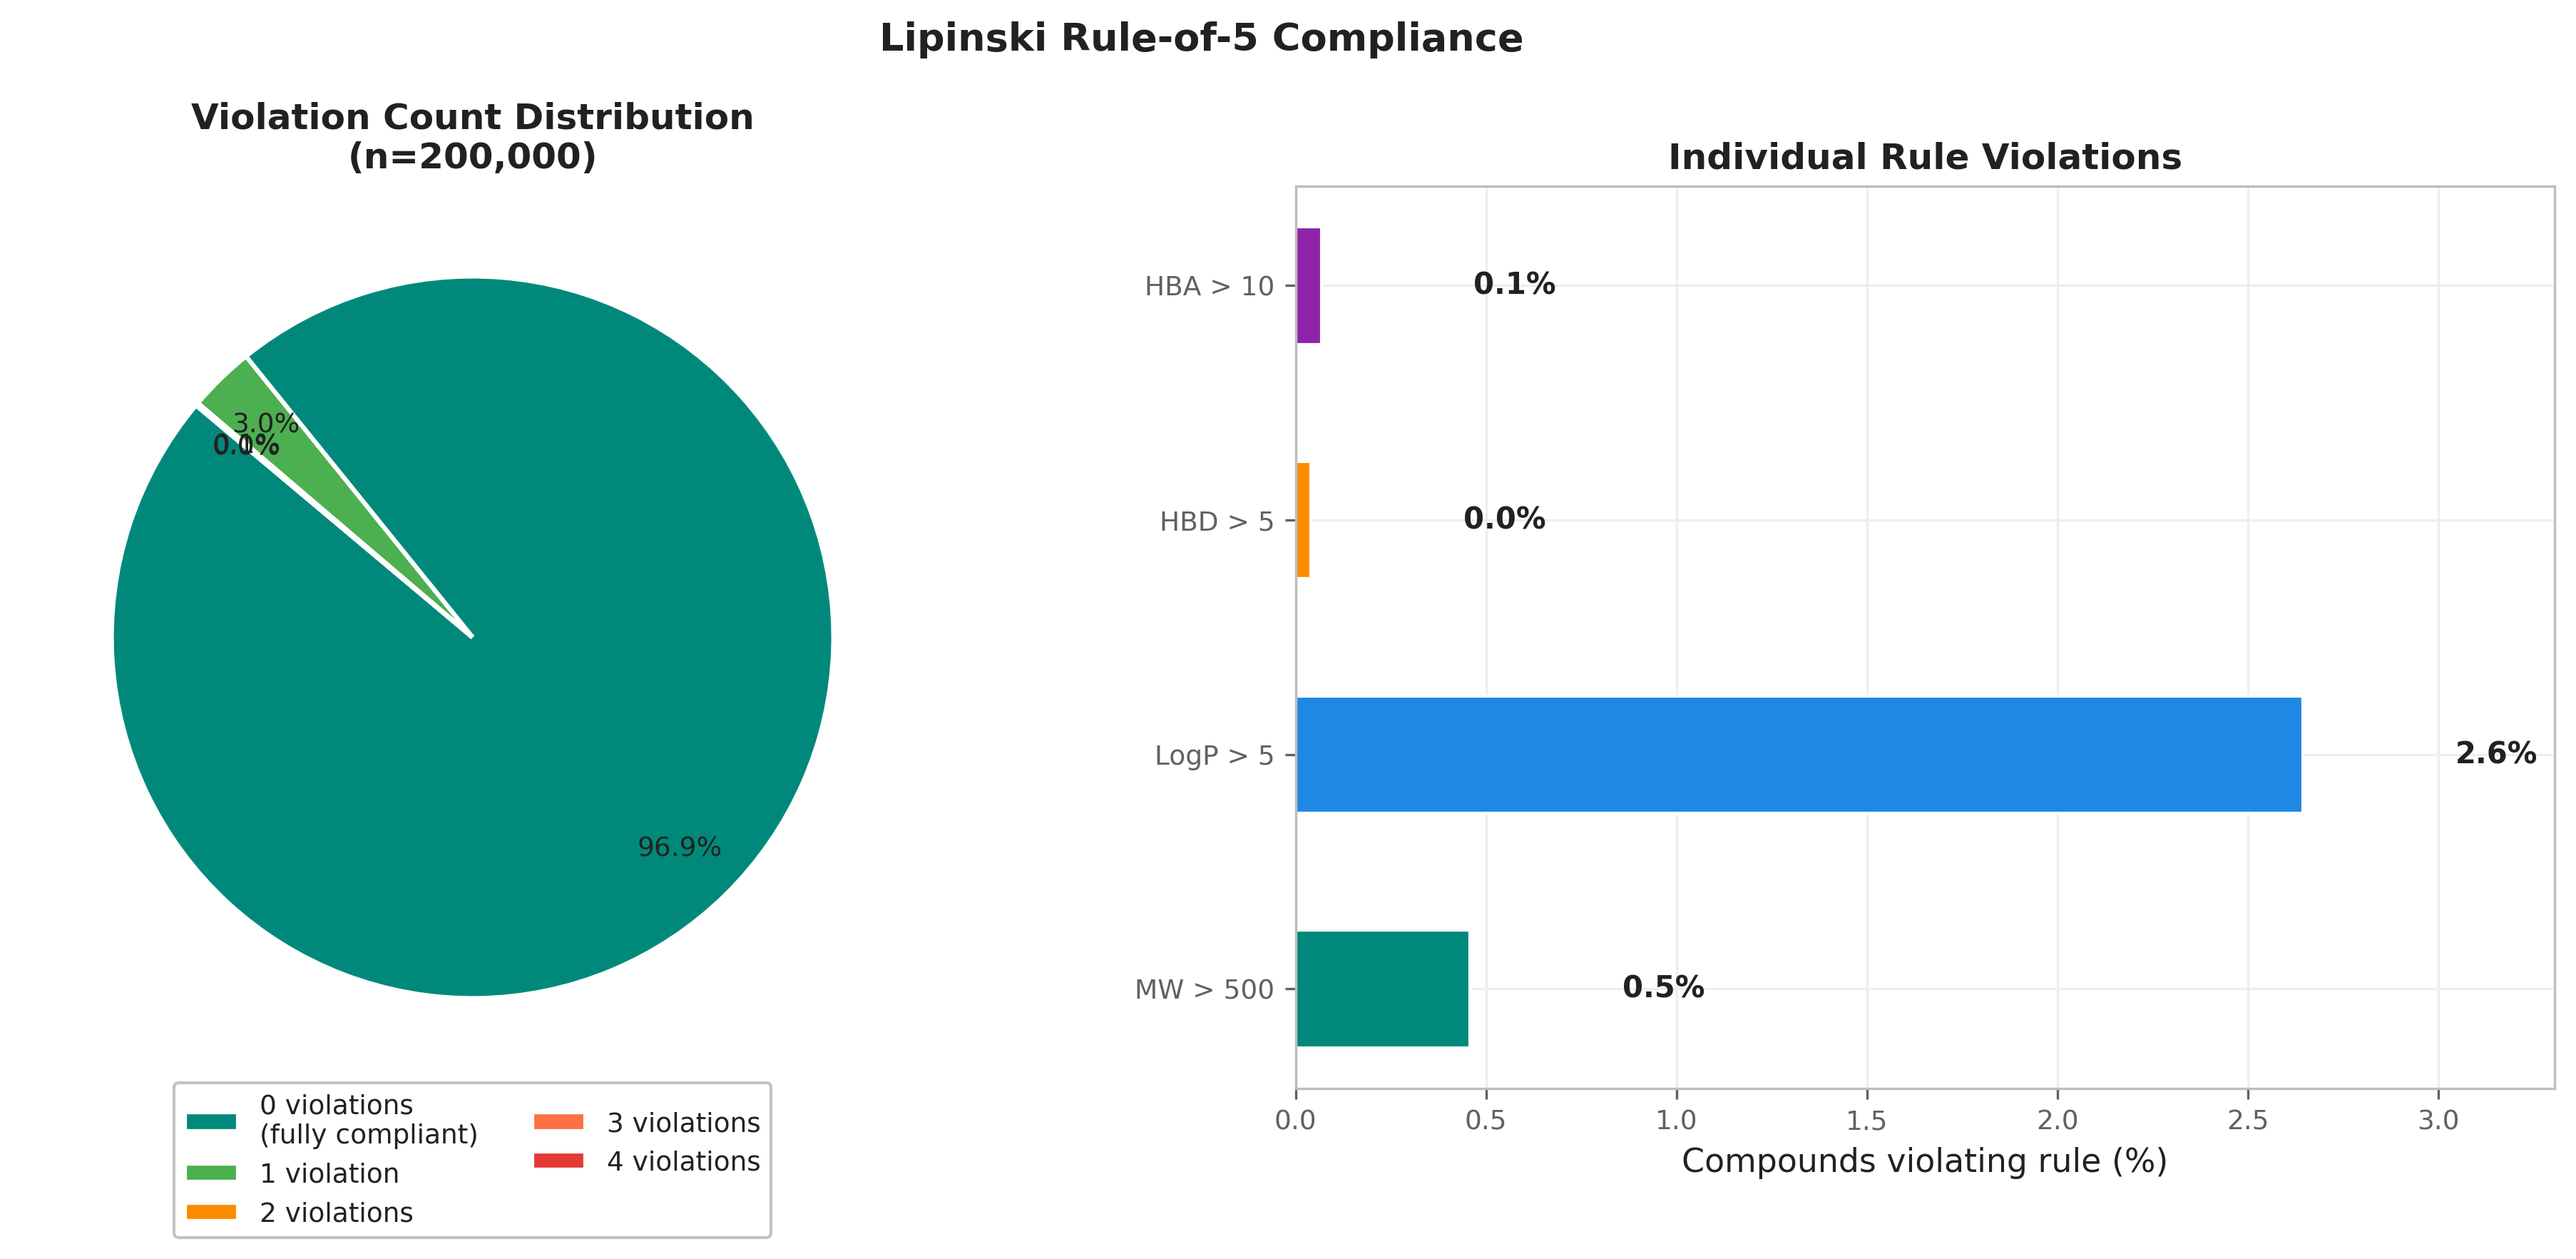 Lipinski Rule-of-5 Compliance
Violation Count Distribution
(n=200,000)
3.0%
96.9%
0 violations
(fully compliant)
1 violation
2 violations
3 violations
4 violations
Individual Rule Violations
HBA > 10
0.1%
HBD > 5
0.0%
LogP > 5
2.6%
MW > 500
0.5%
0.0 0.5 1.0 1.5 2.0 2.5 3.0
Compounds violating rule (%)